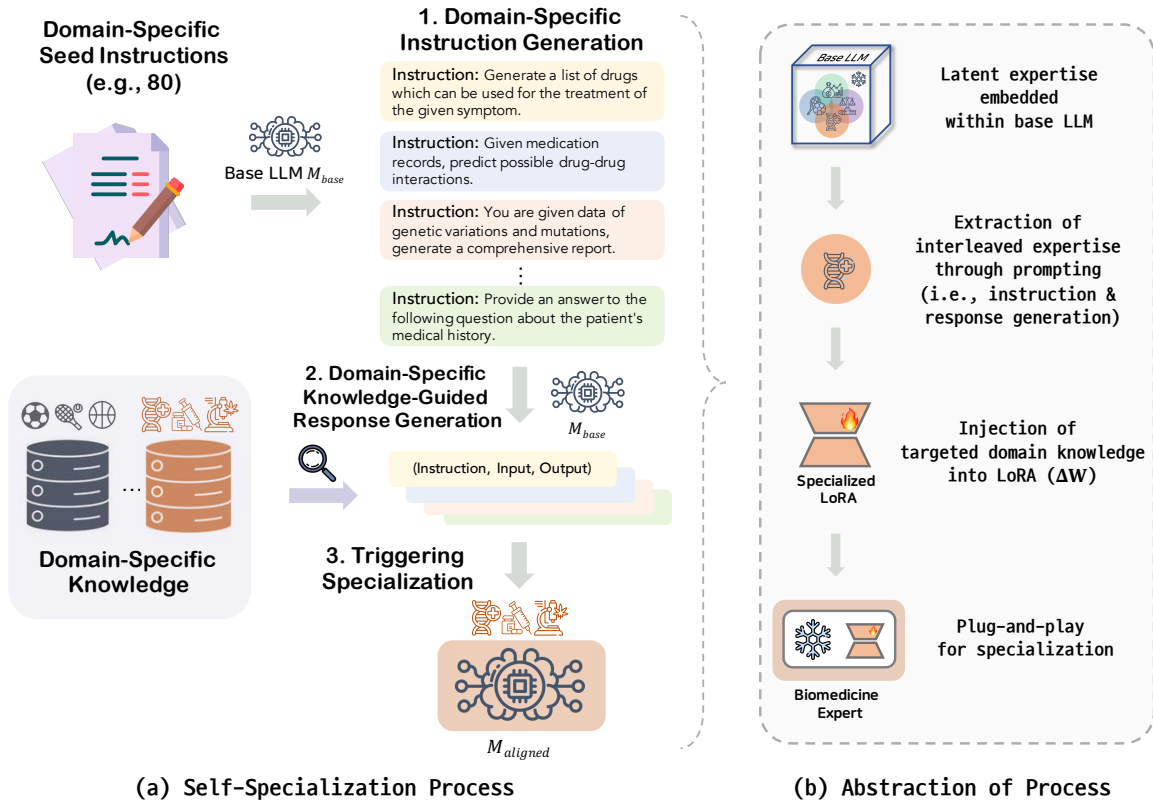 Domain-Specific
Seed Instructions
(e.g., 80)
Base LLM M_base
1. Domain-Specific
Instruction Generation
Instruction: Generate a list of drugs
which can be used for the treatment of
the given symptom.
Instruction: Given medication
records, predict possible drug-drug
interactions.
Instruction: You are given data of
genetic variations and mutations,
generate a comprehensive report.
⋮
Instruction: Provide an answer to the
following question about the patient's
medical history.
2. Domain-Specific
Knowledge-Guided
Response Generation
M_base
...
Domain-Specific
Knowledge
(Instruction, Input, Output)
3. Triggering
Specialization
M_aligned
(a) Self-Specialization Process
Base LLM
Latent expertise
embedded
within base LLM
Extraction of
interleaved expertise
through prompting
(i.e., instruction &
response generation)
Specialized
LoRA
Injection of
targeted domain knowledge
into LoRA (ΔW)
Plug-and-play
for specialization
Biomedicine
Expert
(b) Abstraction of Process